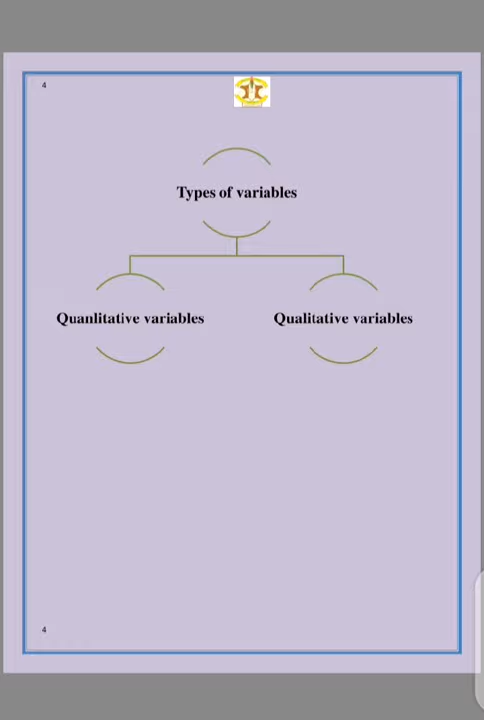 4
Types of variables
Quanlitative variables
Qualitative variables
4